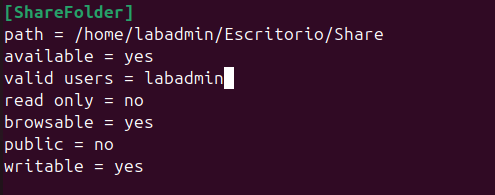 [ShareFolder]
path = /home/labadmin/Escritorio/Share
available = yes
valid users = labadmin
read only = no
browsable = yes
public = no
writable = yes